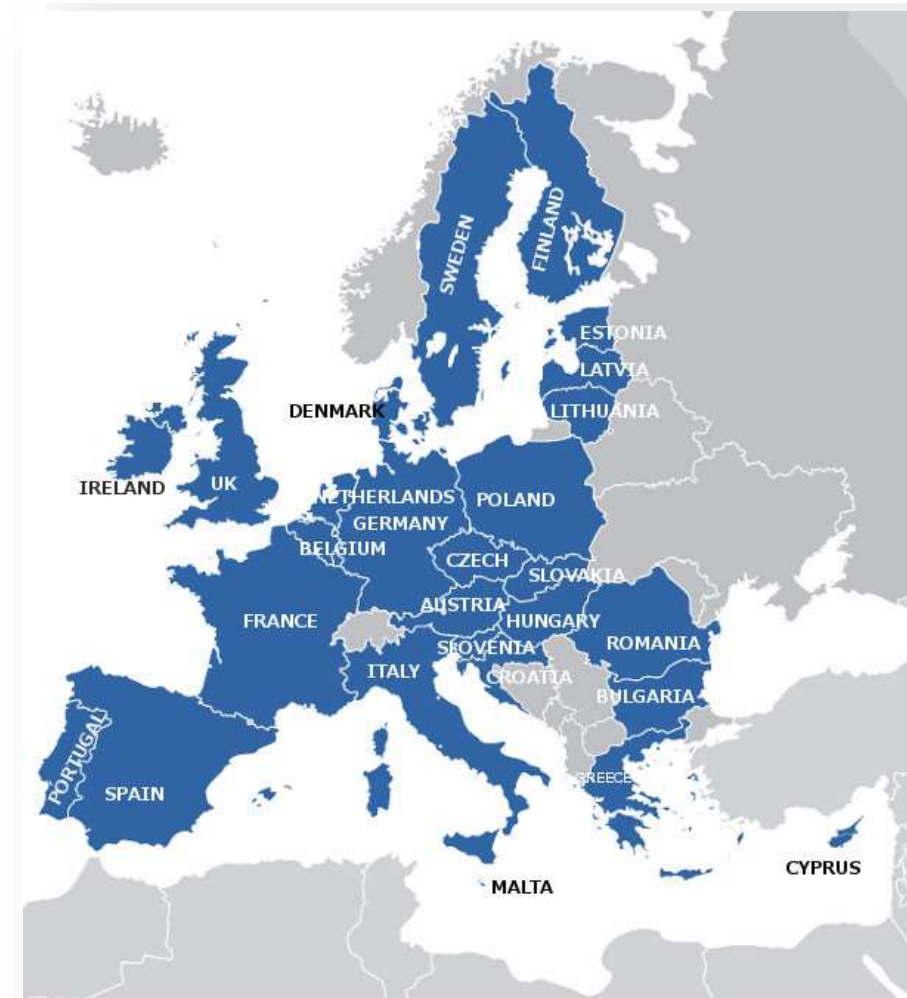 SWEDEN
FINLAND
ESTONIA
LATVIA
DENMARK
LITHUANIA
IRELAND
UK
NETHERLANDS
POLAND
GERMANY
BELGIUM
CZECH
SLOVAKIA
AUSTRIA
FRANCE
HUNGARY
ROMANIA
SLOVENIA
ITALY
CROATIA
BULGARIA
PORTUGAL
SPAIN
GREECE
CYPRUS
MALTA